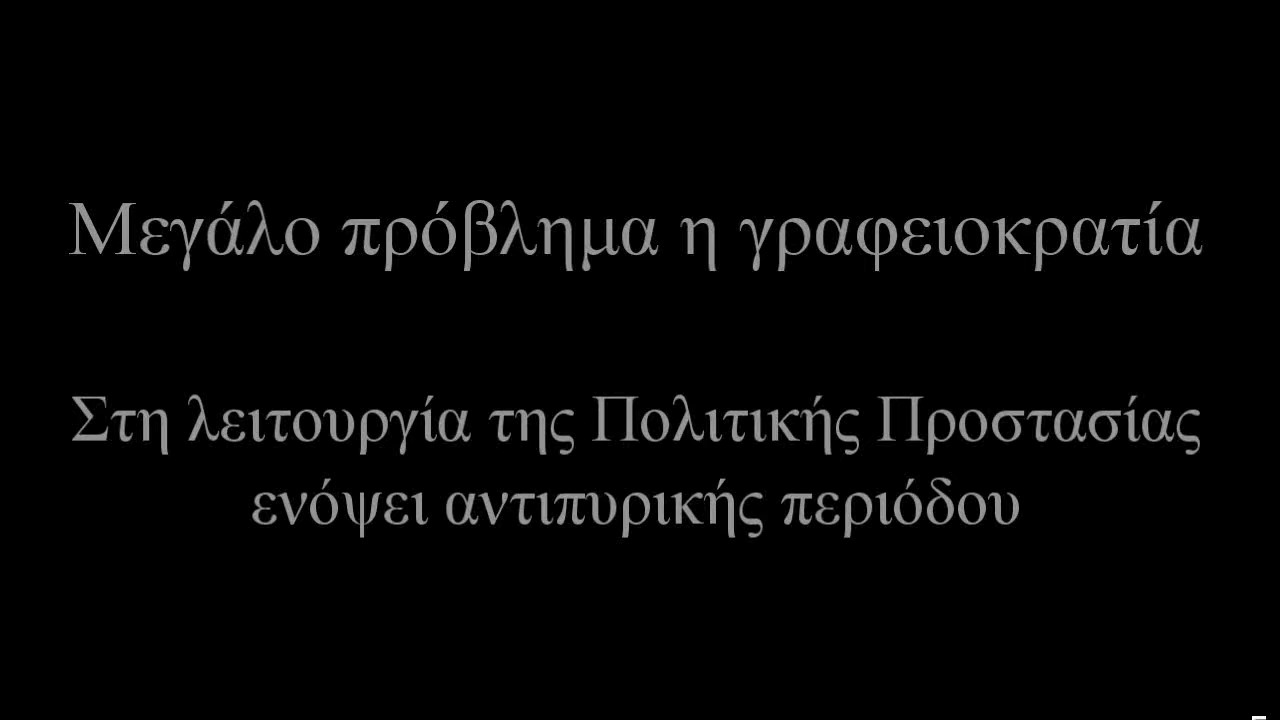 Μεγάλο πρόβλημα η γραφειοκρατία
Στη λειτουργία της Πολιτικής Προστασίας
ενόψει αντιπυρικής περιόδου